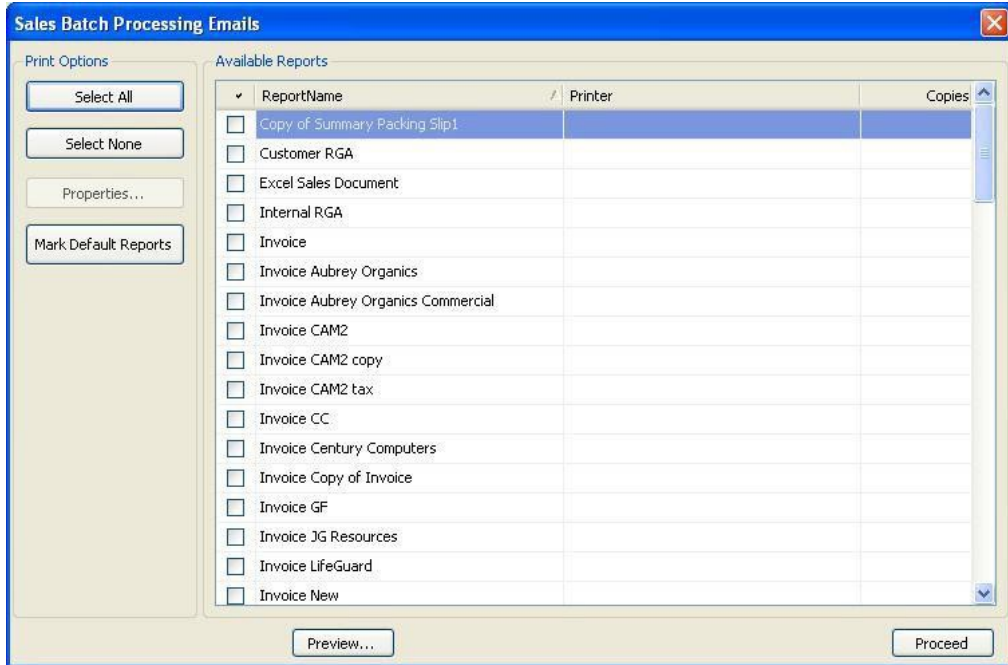 Sales Batch Processing Emails
Print Options
Select All
Select None
Properties...
Mark Default Reports
Available Reports
ReportName Printer Copies
Copy of Summary Packing Slip1
Customer RGA
Excel Sales Document
Internal RGA
Invoice
Invoice Aubrey Organics
Invoice Aubrey Organics Commercial
Invoice CAM2
Invoice CAM2 copy
Invoice CAM2 tax
Invoice CC
Invoice Century Computers
Invoice Copy of Invoice
Invoice GF
Invoice JG Resources
Invoice LifeGuard
Invoice New
Preview... Proceed